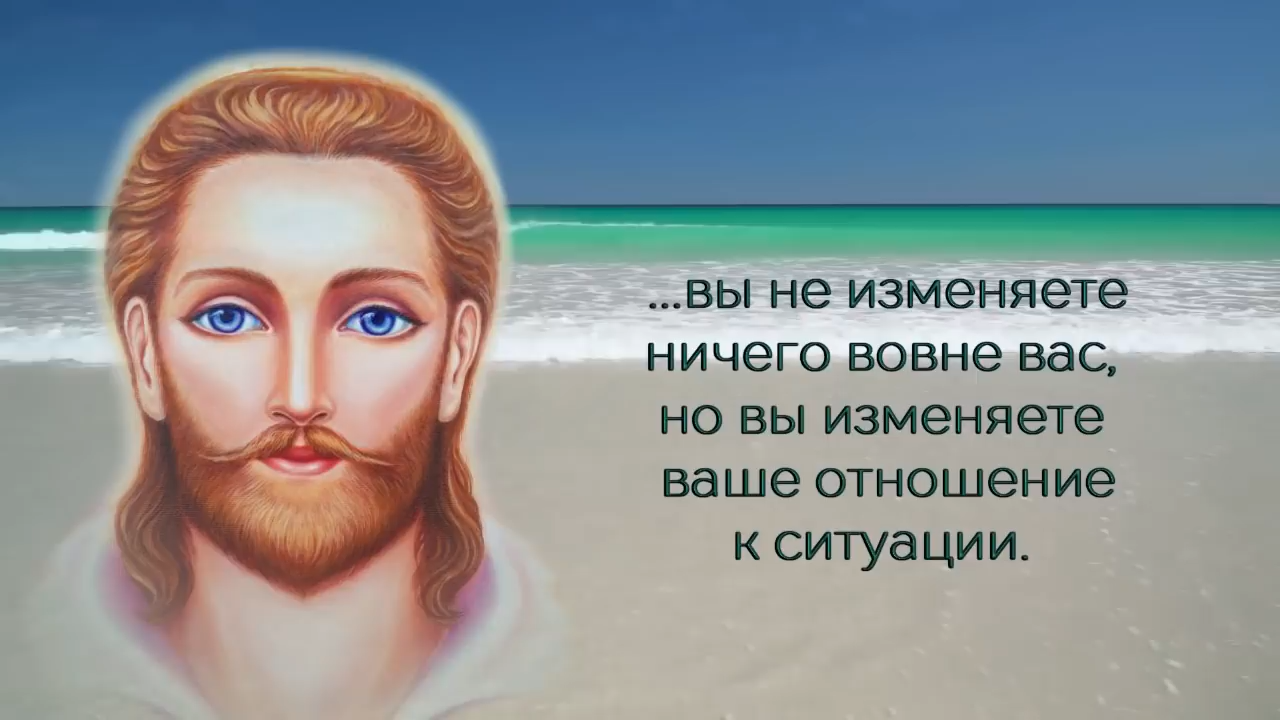 ...вы не изменяете
ничего вовне вас,
но вы изменяете
ваше отношение
к ситуации.